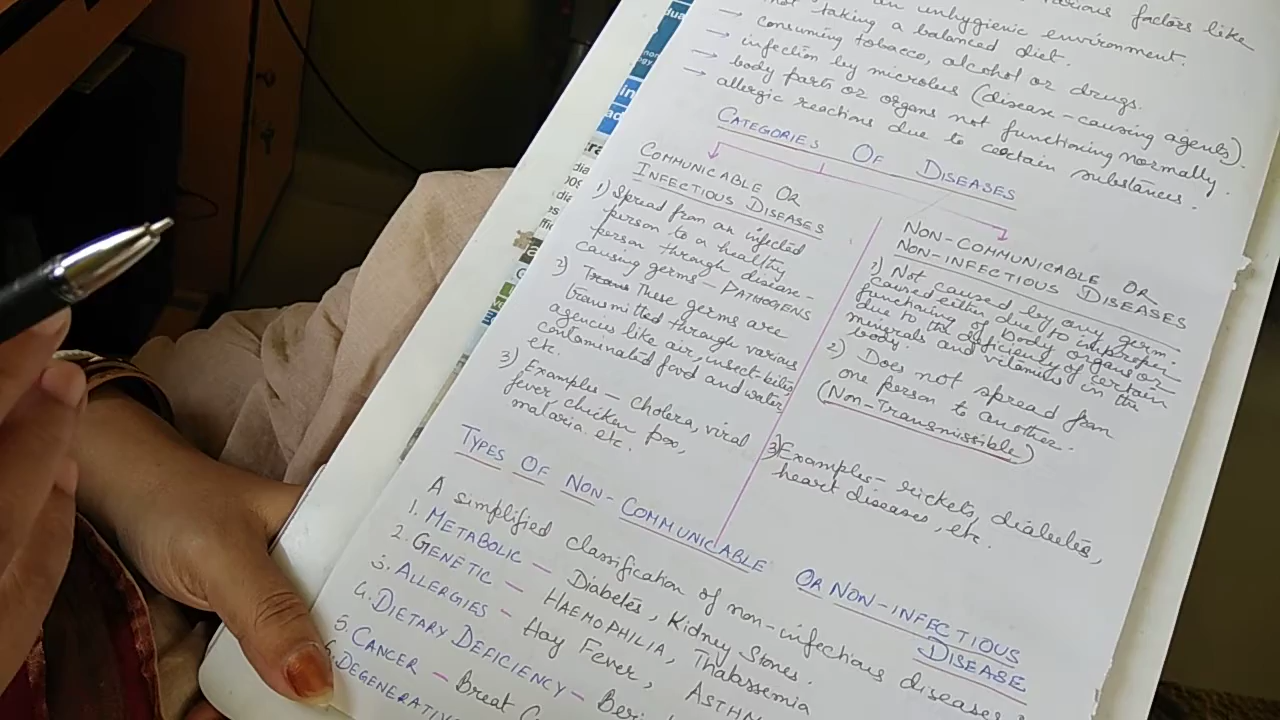 various factors like
an unhygienic environment.
not taking a balanced diet.
→ consuming tobacco, alcohol or drugs.
→ infection by microbes (disease-causing agents).
→ body parts or organs not functioning normally.
→ allergic reactions due to certain substances.
CATEGORIES OF DISEASES
COMMUNICABLE OR
INFECTIOUS DISEASES
1) Spread from an infected
person to a healthy
person through disease-
causing germs - PATHOGENS
2) These germs are
transmitted through various
agencies like air, insect-bites
contaminated food and water
etc.
3) Examples - cholera, viral
fever, chicken pox,
malaria etc.
NON-COMMUNICABLE OR
NON-INFECTIOUS DISEASES
1) Not caused by any germ-
caused either due to improper
functioning of body organs or
due to the deficiency of certain
minerals and vitamins in the
body.
2) Does not spread from
one person to another.
(Non-Transmissible)
3) Examples - rickets, diabetes,
heart diseases, etc.
TYPES OF NON-COMMUNICABLE OR NON-INFECTIOUS
DISEASE
A simplified classification of non-infectious diseases
1. METABOLIC - Diabetes, Kidney Stones.
2. GENETIC - HAEMOPHILIA, Thalassemia
3. ALLERGIES - Hay Fever, ASTH
4. DIETARY DEFICIENCY - Beri
5. CANCER - Breat C
6. DEGENERATIV